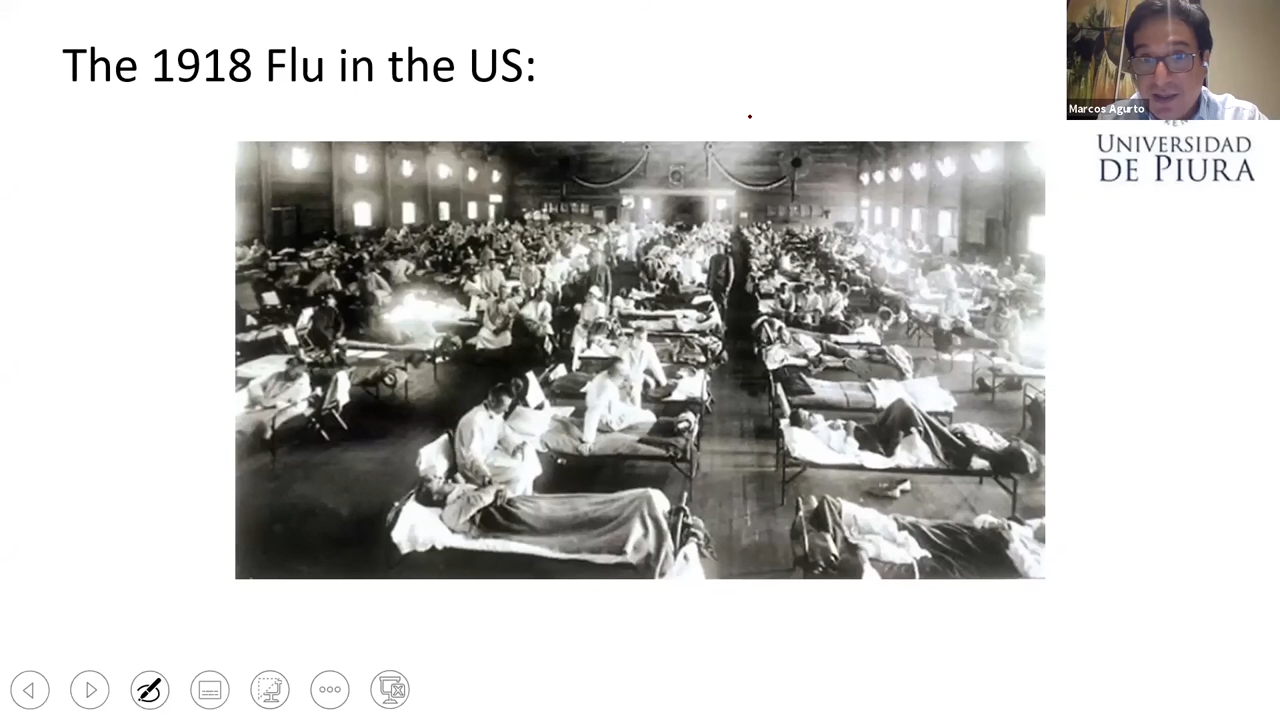 The 1918 Flu in the US:
Marcos Agurto
UNIVERSIDAD
DE PIURA